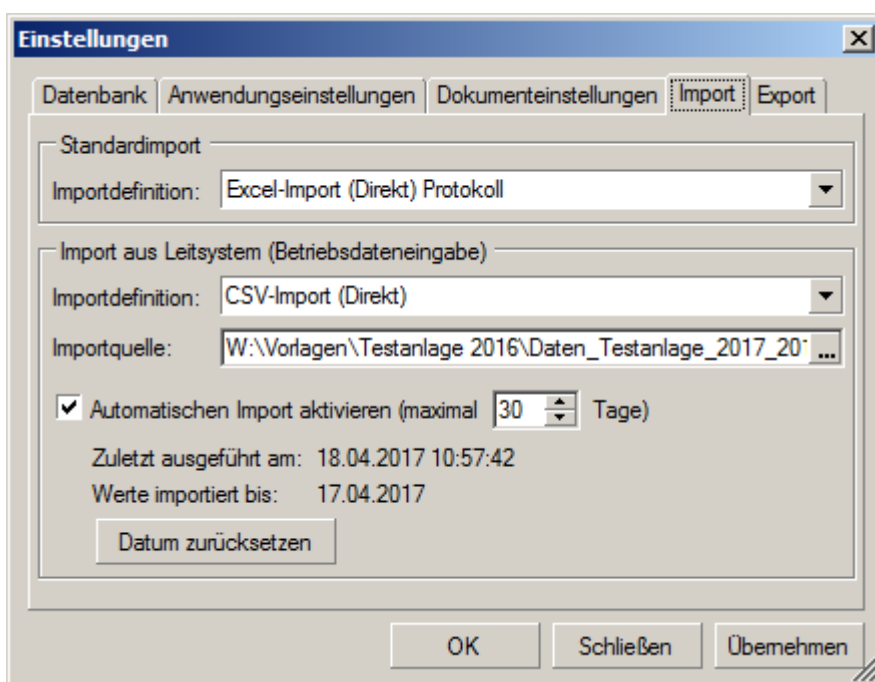 Einstellungen
Datenbank Anwendungseinstellungen Dokumenteinstellungen Import Export
Standardimport
Importdefinition: Excel-Import (Direkt) Protokoll
Import aus Leitsystem (Betriebsdateneingabe)
Importdefinition: CSV-Import (Direkt)
Importquelle: W:\Vorlagen\Testanlage 2016\Daten_Testanlage_2017_201 ...
Automatischen Import aktivieren (maximal 30 Tage)
Zuletzt ausgeführt am: 18.04.2017 10:57:42
Werte importiert bis: 17.04.2017
Datum zurücksetzen
OK Schließen Übernehmen